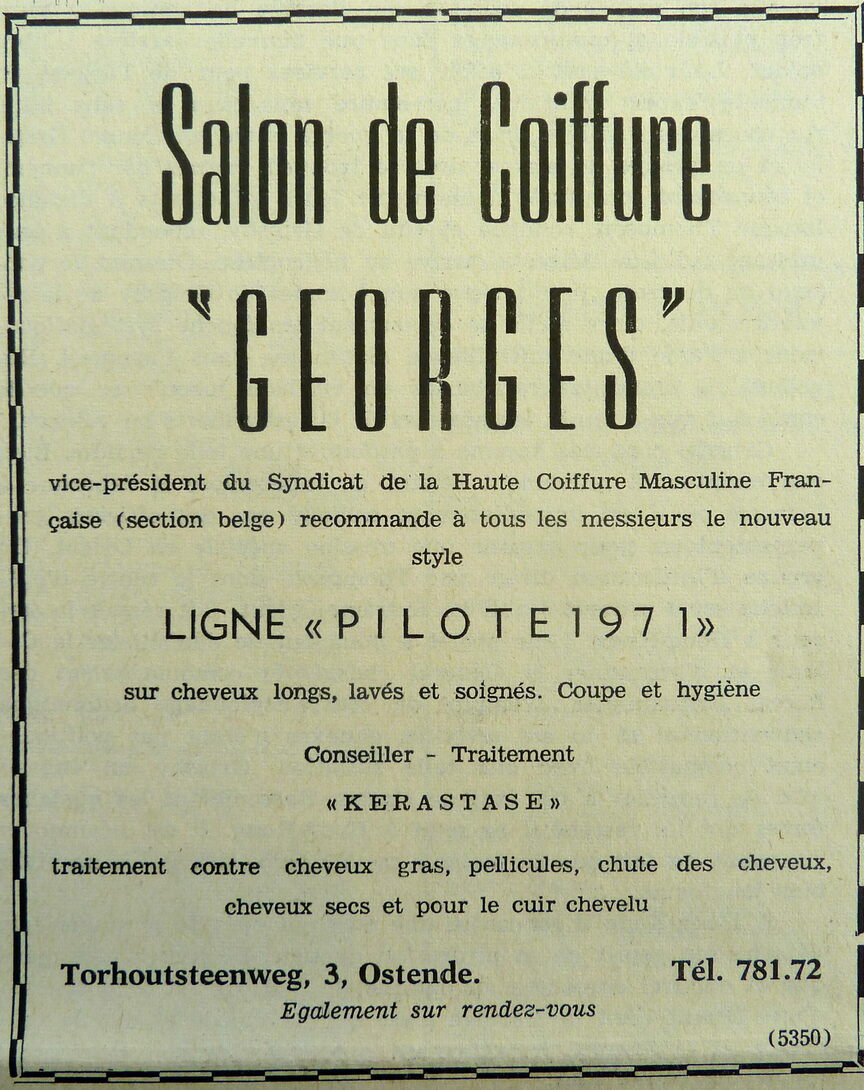 Salon de Coiffure
"GEORGES"
vice-président du Syndicat de la Haute Coiffure Masculine Fran-
çaise (section belge) recommande à tous les messieurs le nouveau
style
LIGNE « PILOTE 1971 »
sur cheveux longs, lavés et soignés. Coupe et hygiène
Conseiller - Traitement
«KERASTASE»
traitement contre cheveux gras, pellicules, chute des cheveux,
cheveux secs et pour le cuir chevelu
Torhoutsteenweg, 3, Ostende. Tél. 781.72
Egalement sur rendez-vous
(5350)